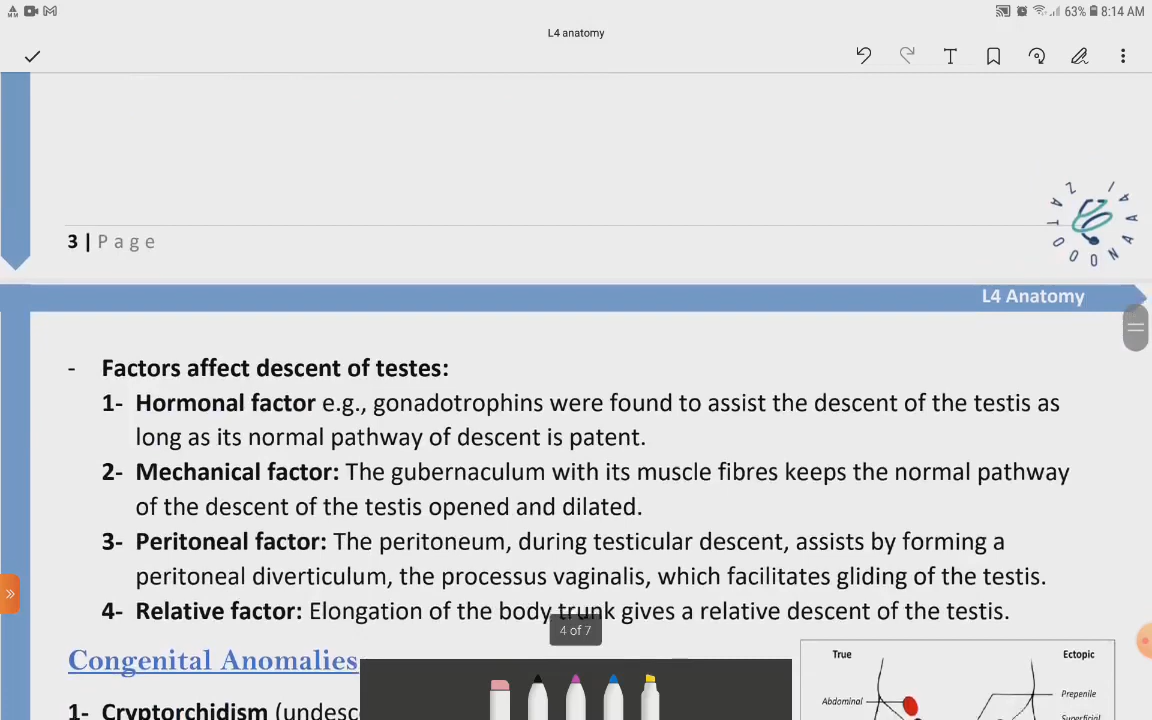 63% 8:14 AM
L4 anatomy
3 | Page
L4 Anatomy
- Factors affect descent of testes:
1- Hormonal factor e.g., gonadotrophins were found to assist the descent of the testis as
long as its normal pathway of descent is patent.
2- Mechanical factor: The gubernaculum with its muscle fibres keeps the normal pathway
of the descent of the testis opened and dilated.
3- Peritoneal factor: The peritoneum, during testicular descent, assists by forming a
peritoneal diverticulum, the processus vaginalis, which facilitates gliding of the testis.
4- Relative factor: Elongation of the body trunk gives a relative descent of the testis.
4 of 7
Congenital Anomalies
1- Cryptorchidism (undesc
True Ectopic
Abdominal Prepenile
Superficial